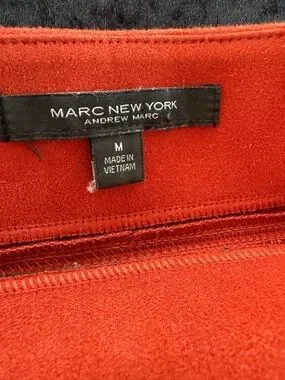 MARC NEW YORK
ANDREW MARC
M
MADE IN
VIETNAM